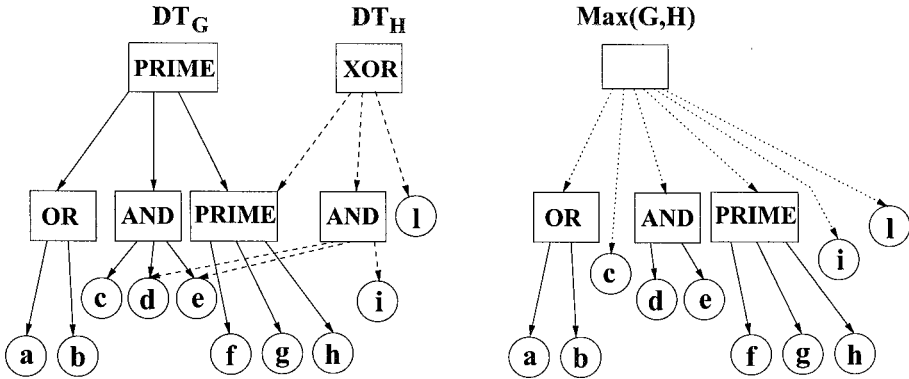 DT_G DT_H Max(G,H)
PRIME XOR
OR AND PRIME AND l OR AND PRIME l
c d e i c d e i
a b f g h a b f g h